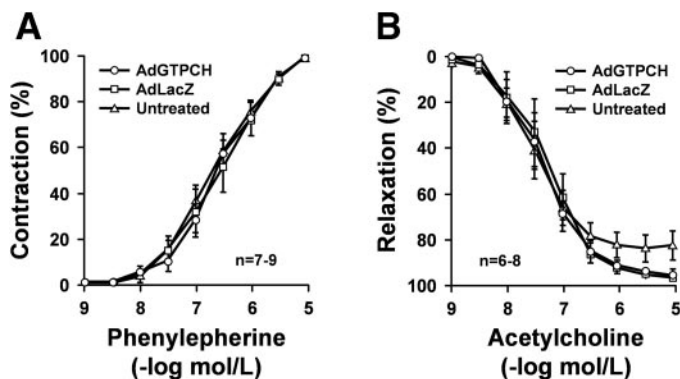 A
100
80
60
40
20
0
Contraction (%)
AdGTPCH
AdLacZ
Untreated
n=7-9
9 8 7 6 5
Phenylepherine
(-log mol/L)
B
0
20
40
60
80
100
Relaxation (%)
AdGTPCH
AdLacZ
Untreated
n=6-8
9 8 7 6 5
Acetylcholine
(-log mol/L)